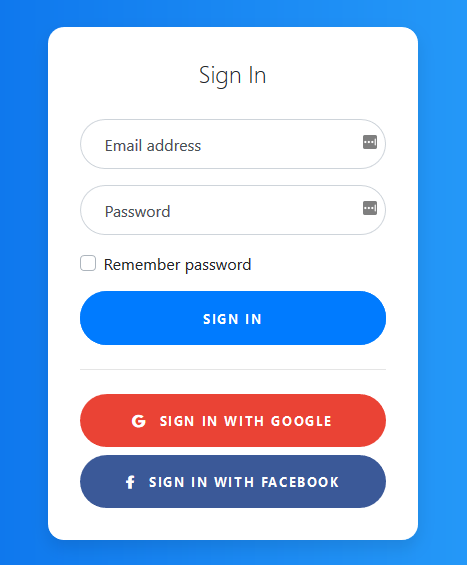 Sign In
Email address
Password
Remember password
SIGN IN
SIGN IN WITH GOOGLE
SIGN IN WITH FACEBOOK